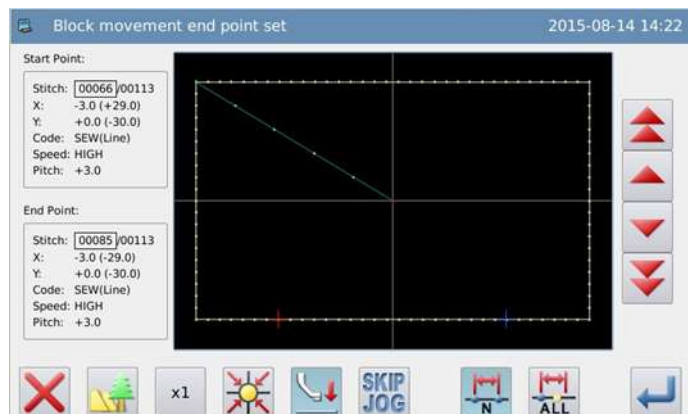 Block movement end point set 2015-08-14 14:22
Start Point:
Stitch: 00066/00113
X: -3.0 (+29.0)
Y: +0.0 (-30.0)
Code: SEW(Line)
Speed: HIGH
Pitch: +3.0
End Point:
Stitch: 00085/00113
X: -3.0 (-29.0)
Y: +0.0 (-30.0)
Code: SEW(Line)
Speed: HIGH
Pitch: +3.0
x1
SKIP
JOG
N
ALL